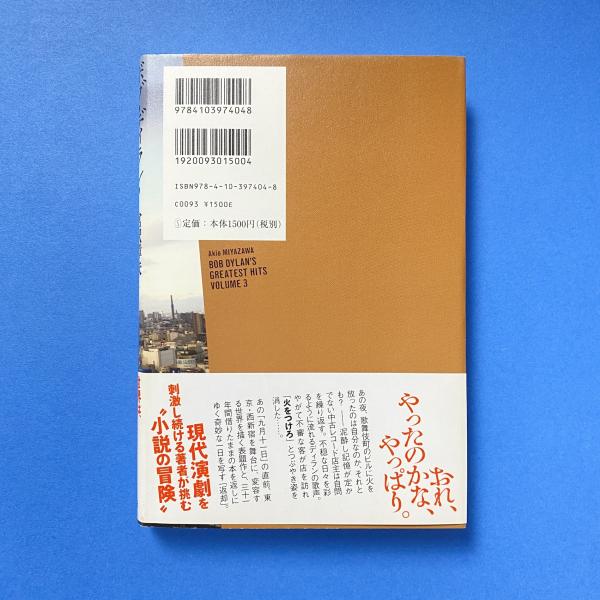 9784103974048
1920093015004
ISBN978-4-10-397404-8
C0093 ¥1500E
Ⓢ定価:本体1500円(税別)
Akio MIYAZAWA
BOB DYLAN'S
GREATEST HITS
VOLUME 3
おれ、
やったのかな、
やっぱり。
あの夜、歌舞伎町のビルに火を
放ったのは自分なのか、それと
も?――泥酔し記憶が定か
でない中古レコード店主は自問
を繰り返す。不穏な日々を彩
るように流れるディランの歌声。
やがて不審な客が店を訪れ
「火をつけろ」とつぶやき姿を
消した……。
あの「九月十一日」の直前、東
京・西新宿を舞台に、変容す
る世界を描く表題作と、三十一
年間借りたままの本を返しに
ゆく奇妙な一日を写す「返却」。
現代演劇を
刺激し続ける著者が挑む
“小説の冒険”